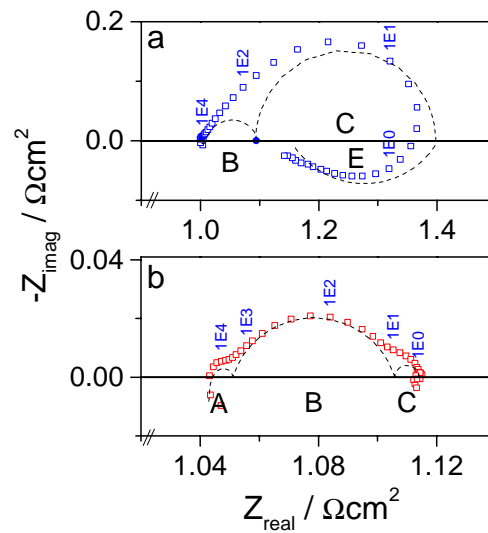 a
0.2
0.0
1E4
1E2
1E1
1E0
B
C
E
1.0
1.2
1.4
-Z_imag / Ωcm²
b
0.04
0.00
1E4
1E3
1E2
1E1
1E0
A
B
C
1.04
1.08
1.12
Z_real / Ωcm²